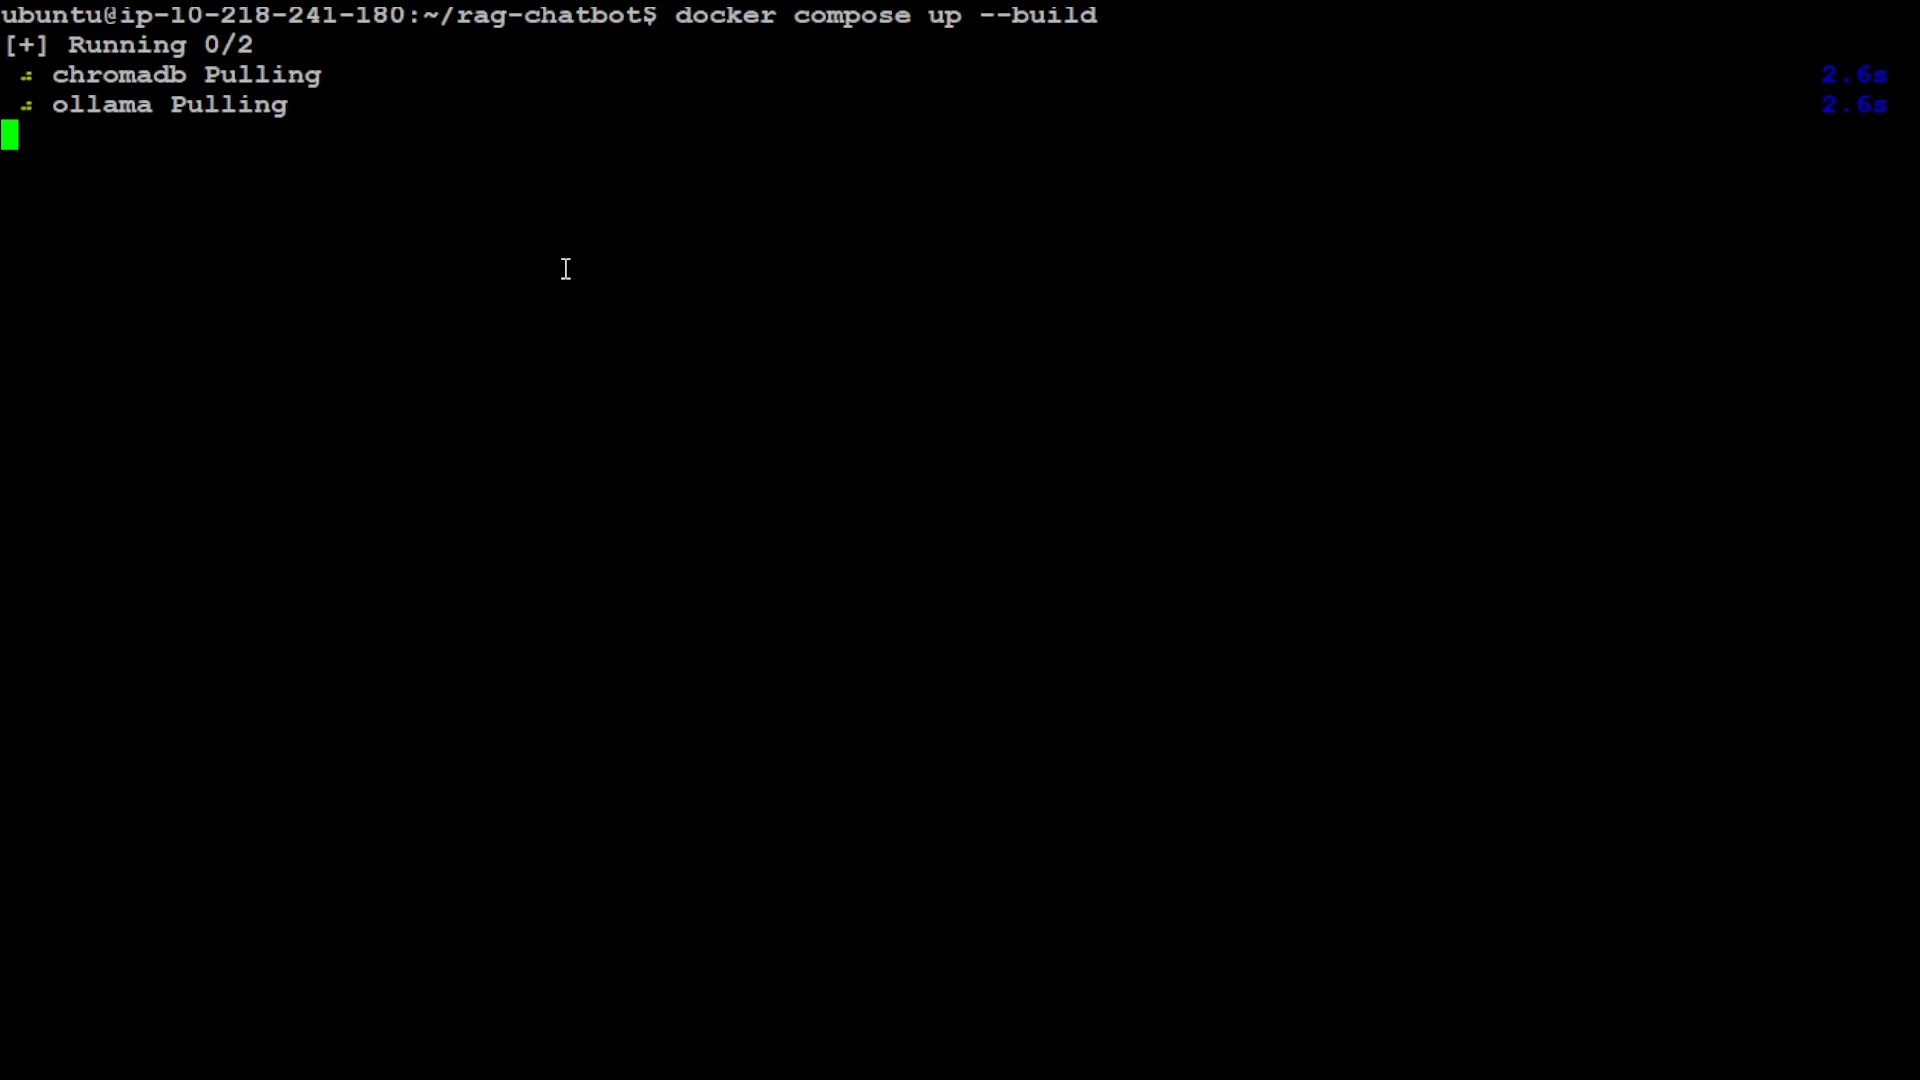 ubuntu@ip-10-218-241-180:~/rag-chatbot$ docker compose up --build
[+] Running 0/2
chromadb Pulling 2.6s
ollama Pulling 2.6s